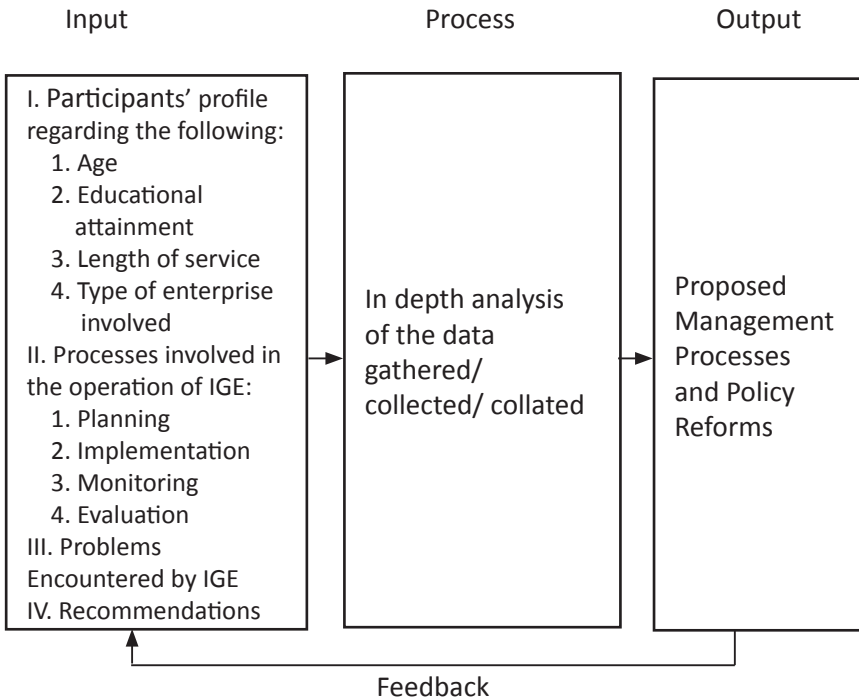 Input
Process
Output
I. Participants’ profile
regarding the following:
1. Age
2. Educational
attainment
3. Length of service
4. Type of enterprise
involved
II. Processes involved in
the operation of IGE:
1. Planning
2. Implementation
3. Monitoring
4. Evaluation
III. Problems
Encountered by IGE
IV. Recommendations
In depth analysis
of the data
gathered/
collected/ collated
Proposed
Management
Processes
and Policy
Reforms
Feedback